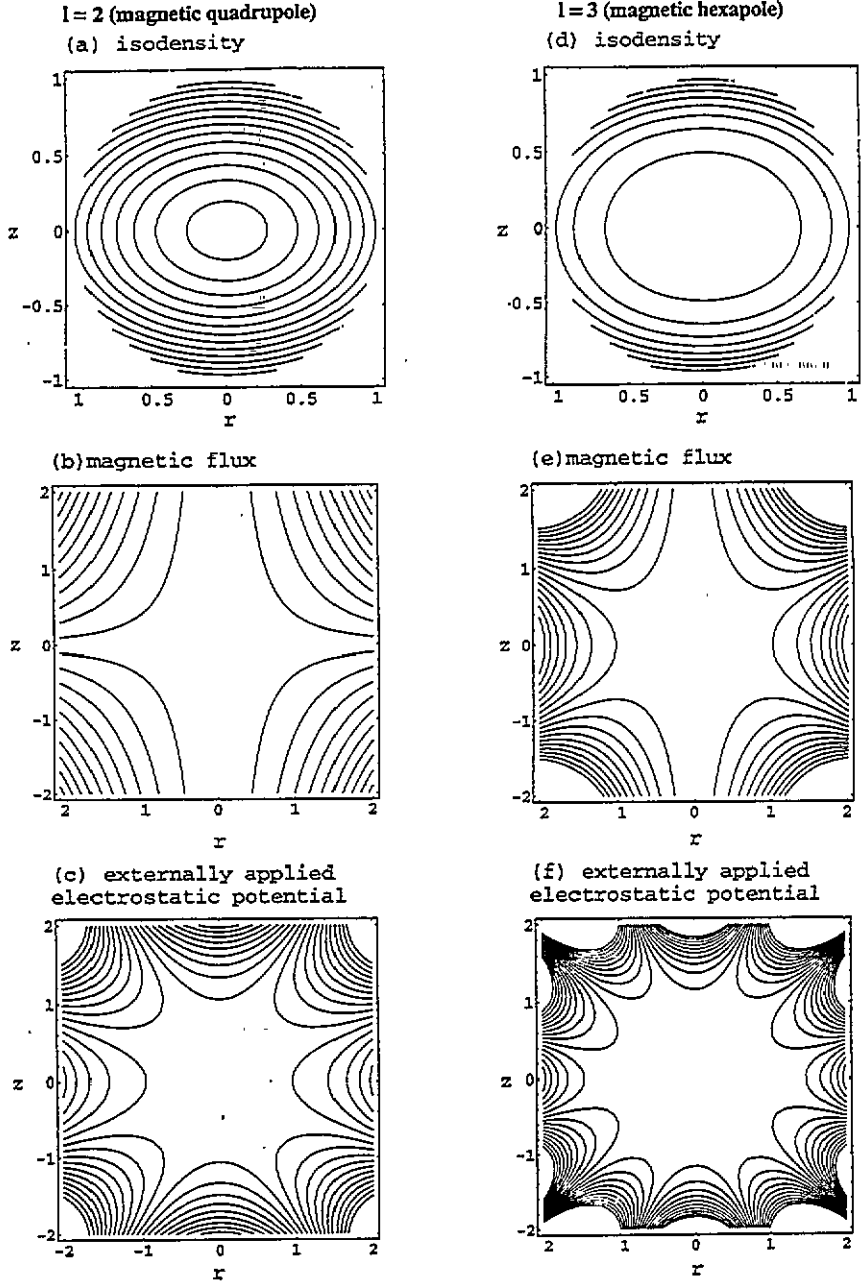 l = 2 (magnetic quadrupole)
(a) isodensity
1
0.5
z 0
-0.5
-1
1 0.5 0 0.5 1
r
(b)magnetic flux
2
1
z 0
-1
-2
2 1 0 1 2
r
(c) externally applied
electrostatic potential
2
1
z 0
-1
-2
-2 -1 0 1 2
r
l = 3 (magnetic hexapole)
(d) isodensity
1
0.5
z 0
-0.5
-1
1 0.5 0 0.5 1
r
(e)magnetic flux
2
1
z 0
-1
-2
2 1 0 1 2
r
(f) externally applied
electrostatic potential
2
1
z 0
-1
-2
2 1 0 1 2
r